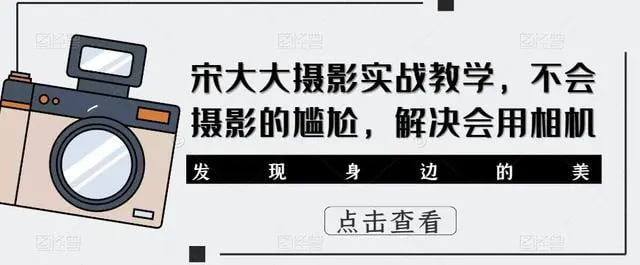 宋大大摄影实战教学，不会
摄影的尴尬，解决会用相机
发现身边的美
点击查看